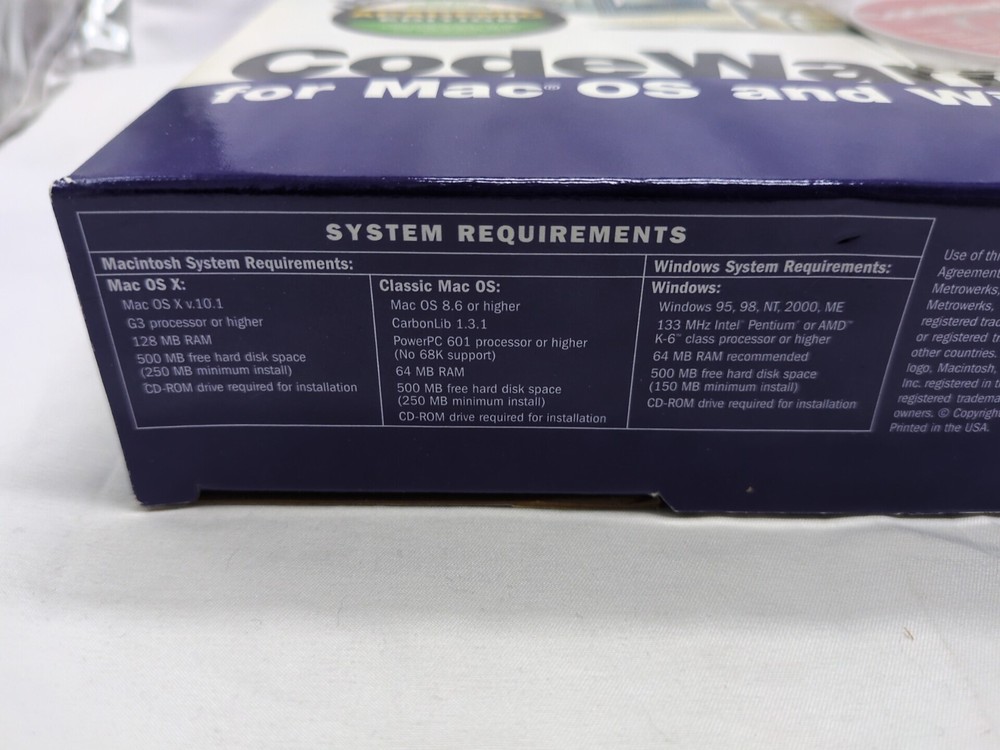 CodeWa
for Mac® OS and W
SYSTEM REQUIREMENTS
Macintosh System Requirements:
Mac OS X:
Mac OS X v.10.1
G3 processor or higher
128 MB RAM
500 MB free hard disk space
(250 MB minimum install)
CD-ROM drive required for installation
Classic Mac OS:
Mac OS 8.6 or higher
CarbonLib 1.3.1
PowerPC 601 processor or higher
(No 68K support)
64 MB RAM
500 MB free hard disk space
(250 MB minimum install)
CD-ROM drive required for installation
Windows System Requirements:
Windows:
Windows 95, 98, NT, 2000, ME
133 MHz Intel® Pentium® or AMD™
K-6™ class processor or higher
64 MB RAM recommended
500 MB free hard disk space
(150 MB minimum install)
CD-ROM drive required for installation
Use of thi
Agreement
Metrowerks,
Metrowerks,
registered trad
or registered tr
other countries.
logo, Macintosh,
Inc. registered in t
registered tradema
owners. © Copyright
Printed in the USA.